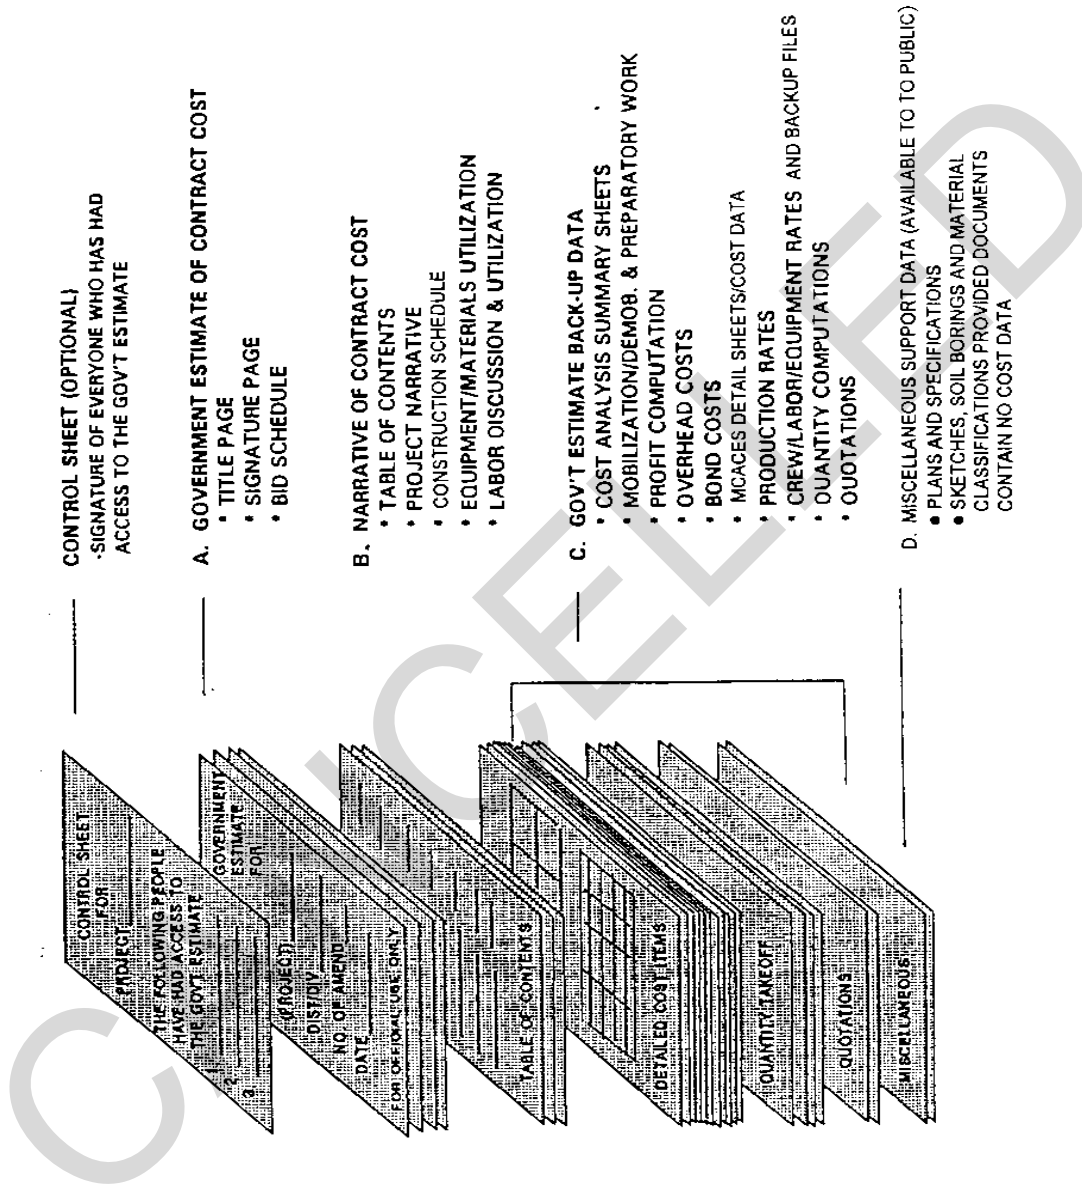 CONTROL SHEET (OPTIONAL)
·SIGNATURE OF EVERYONE WHO HAS HAD
ACCESS TO THE GOV'T ESTIMATE
A. GOVERNMENT ESTIMATE OF CONTRACT COST
• TITLE PAGE
• SIGNATURE PAGE
• BID SCHEDULE
B. NARRATIVE OF CONTRACT COST
• TABLE OF CONTENTS
• PROJECT NARRATIVE
• CONSTRUCTION SCHEDULE
• EQUIPMENT/MATERIALS UTILIZATION
• LABOR DISCUSSION & UTILIZATION
C. GOV'T ESTIMATE BACK-UP DATA
• COST ANALYSIS SUMMARY SHEETS
• MOBILIZATION/DEMOB. & PREPARATORY WORK
• PROFIT COMPUTATION
• OVERHEAD COSTS
• BOND COSTS
• MCACES DETAIL SHEETS/COST DATA
• PRODUCTION RATES
• CREW/LABOR/EQUIPMENT RATES AND BACKUP FILES
• QUANTITY COMPUTATIONS
• QUOTATIONS
D. MISCELLANEOUS SUPPORT DATA (AVAILABLE TO TO PUBLIC)
● PLANS AND SPECIFICATIONS
● SKETCHES, SOIL BORINGS AND MATERIAL
CLASSIFICATIONS PROVIDED DOCUMENTS
CONTAIN NO COST DATA
CONTROL SHEET
FOR
PROJECT
THE FOLLOWING PEOPLE
HAVE HAD ACCESS TO
THE GOV'T ESTIMATE
1.
2.
3.
GOVERNMENT
ESTIMATE
FOR
(PROJECT)
DIST/DIV
NO. OF AMEND
DATE
FOR OFFICIAL USE ONLY
TABLE OF CONTENTS
DETAILED COST ITEMS
QUANTITY TAKEOFF
QUOTATIONS
MISCELLANEOUS
CANCELLED